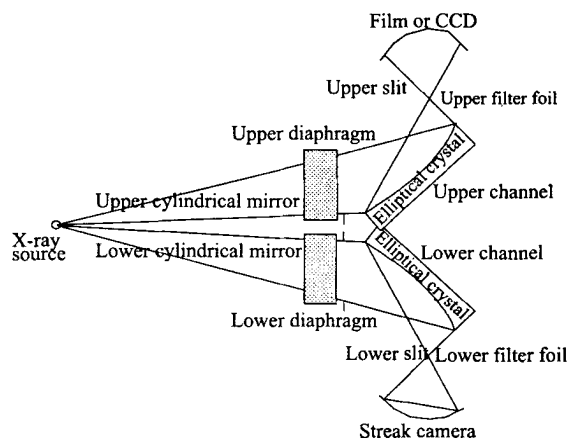 Film or CCD
Upper slit
Upper filter foil
Upper diaphragm
Elliptical crystal
Upper channel
Upper cylindrical mirror
X-ray
source
Lower cylindrical mirror
Elliptical crystal
Lower channel
Lower diaphragm
Lower slit
Lower filter foil
Streak camera